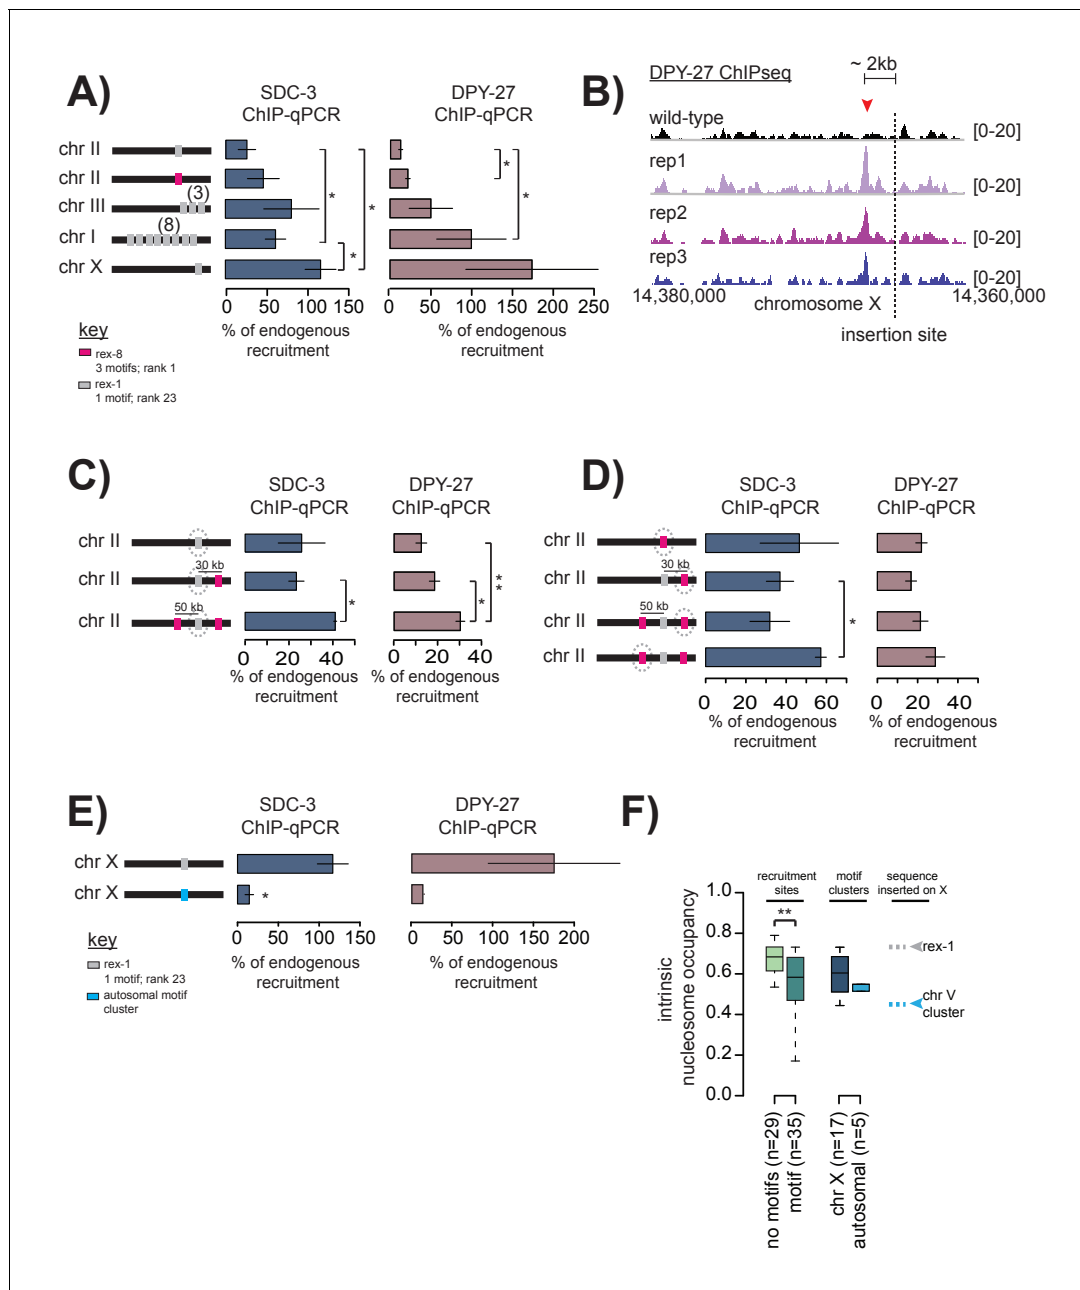 A)
SDC-3
ChIP-qPCR
DPY-27
ChIP-qPCR
chr II
chr II
(3)
chr III
(8)
chr I
chr X
*
*
*
*
*
0 50 100 150
0 50 100 150 200 250
% of endogenous
recruitment
% of endogenous
recruitment
key
rex-8
3 motifs; rank 1
rex-1
1 motif; rank 23
B)
DPY-27 ChIPseq
~ 2kb
wild-type
[0-20]
rep1
[0-20]
rep2
[0-20]
rep3
[0-20]
14,380,000
chromosome X
14,360,000
insertion site
C)
SDC-3
ChIP-qPCR
DPY-27
ChIP-qPCR
chr II
30 kb
chr II
50 kb
chr II
*
*
**
0 20 40
0 20 40
% of endogenous
recruitment
% of endogenous
recruitment
D)
SDC-3
ChIP-qPCR
DPY-27
ChIP-qPCR
chr II
30 kb
chr II
50 kb
chr II
chr II
*
0 20 40 60
0 20 40
% of endogenous
recruitment
% of endogenous
recruitment
E)
SDC-3
ChIP-qPCR
DPY-27
ChIP-qPCR
chr X
chr X
*
0 50 100 150
0 50 100 200
% of endogenous
recruitment
% of endogenous
recruitment
key
rex-1
1 motif; rank 23
autosomal motif
cluster
F)
recruitment
sites
motif
clusters
sequence
inserted on X
**
1.0
0.8
0.6
0.4
0.2
0.0
intrinsic
nucleosome occupancy
rex-1
chr V
cluster
no motifs (n=29)
motif (n=35)
chr X (n=17)
autosomal (n=5)